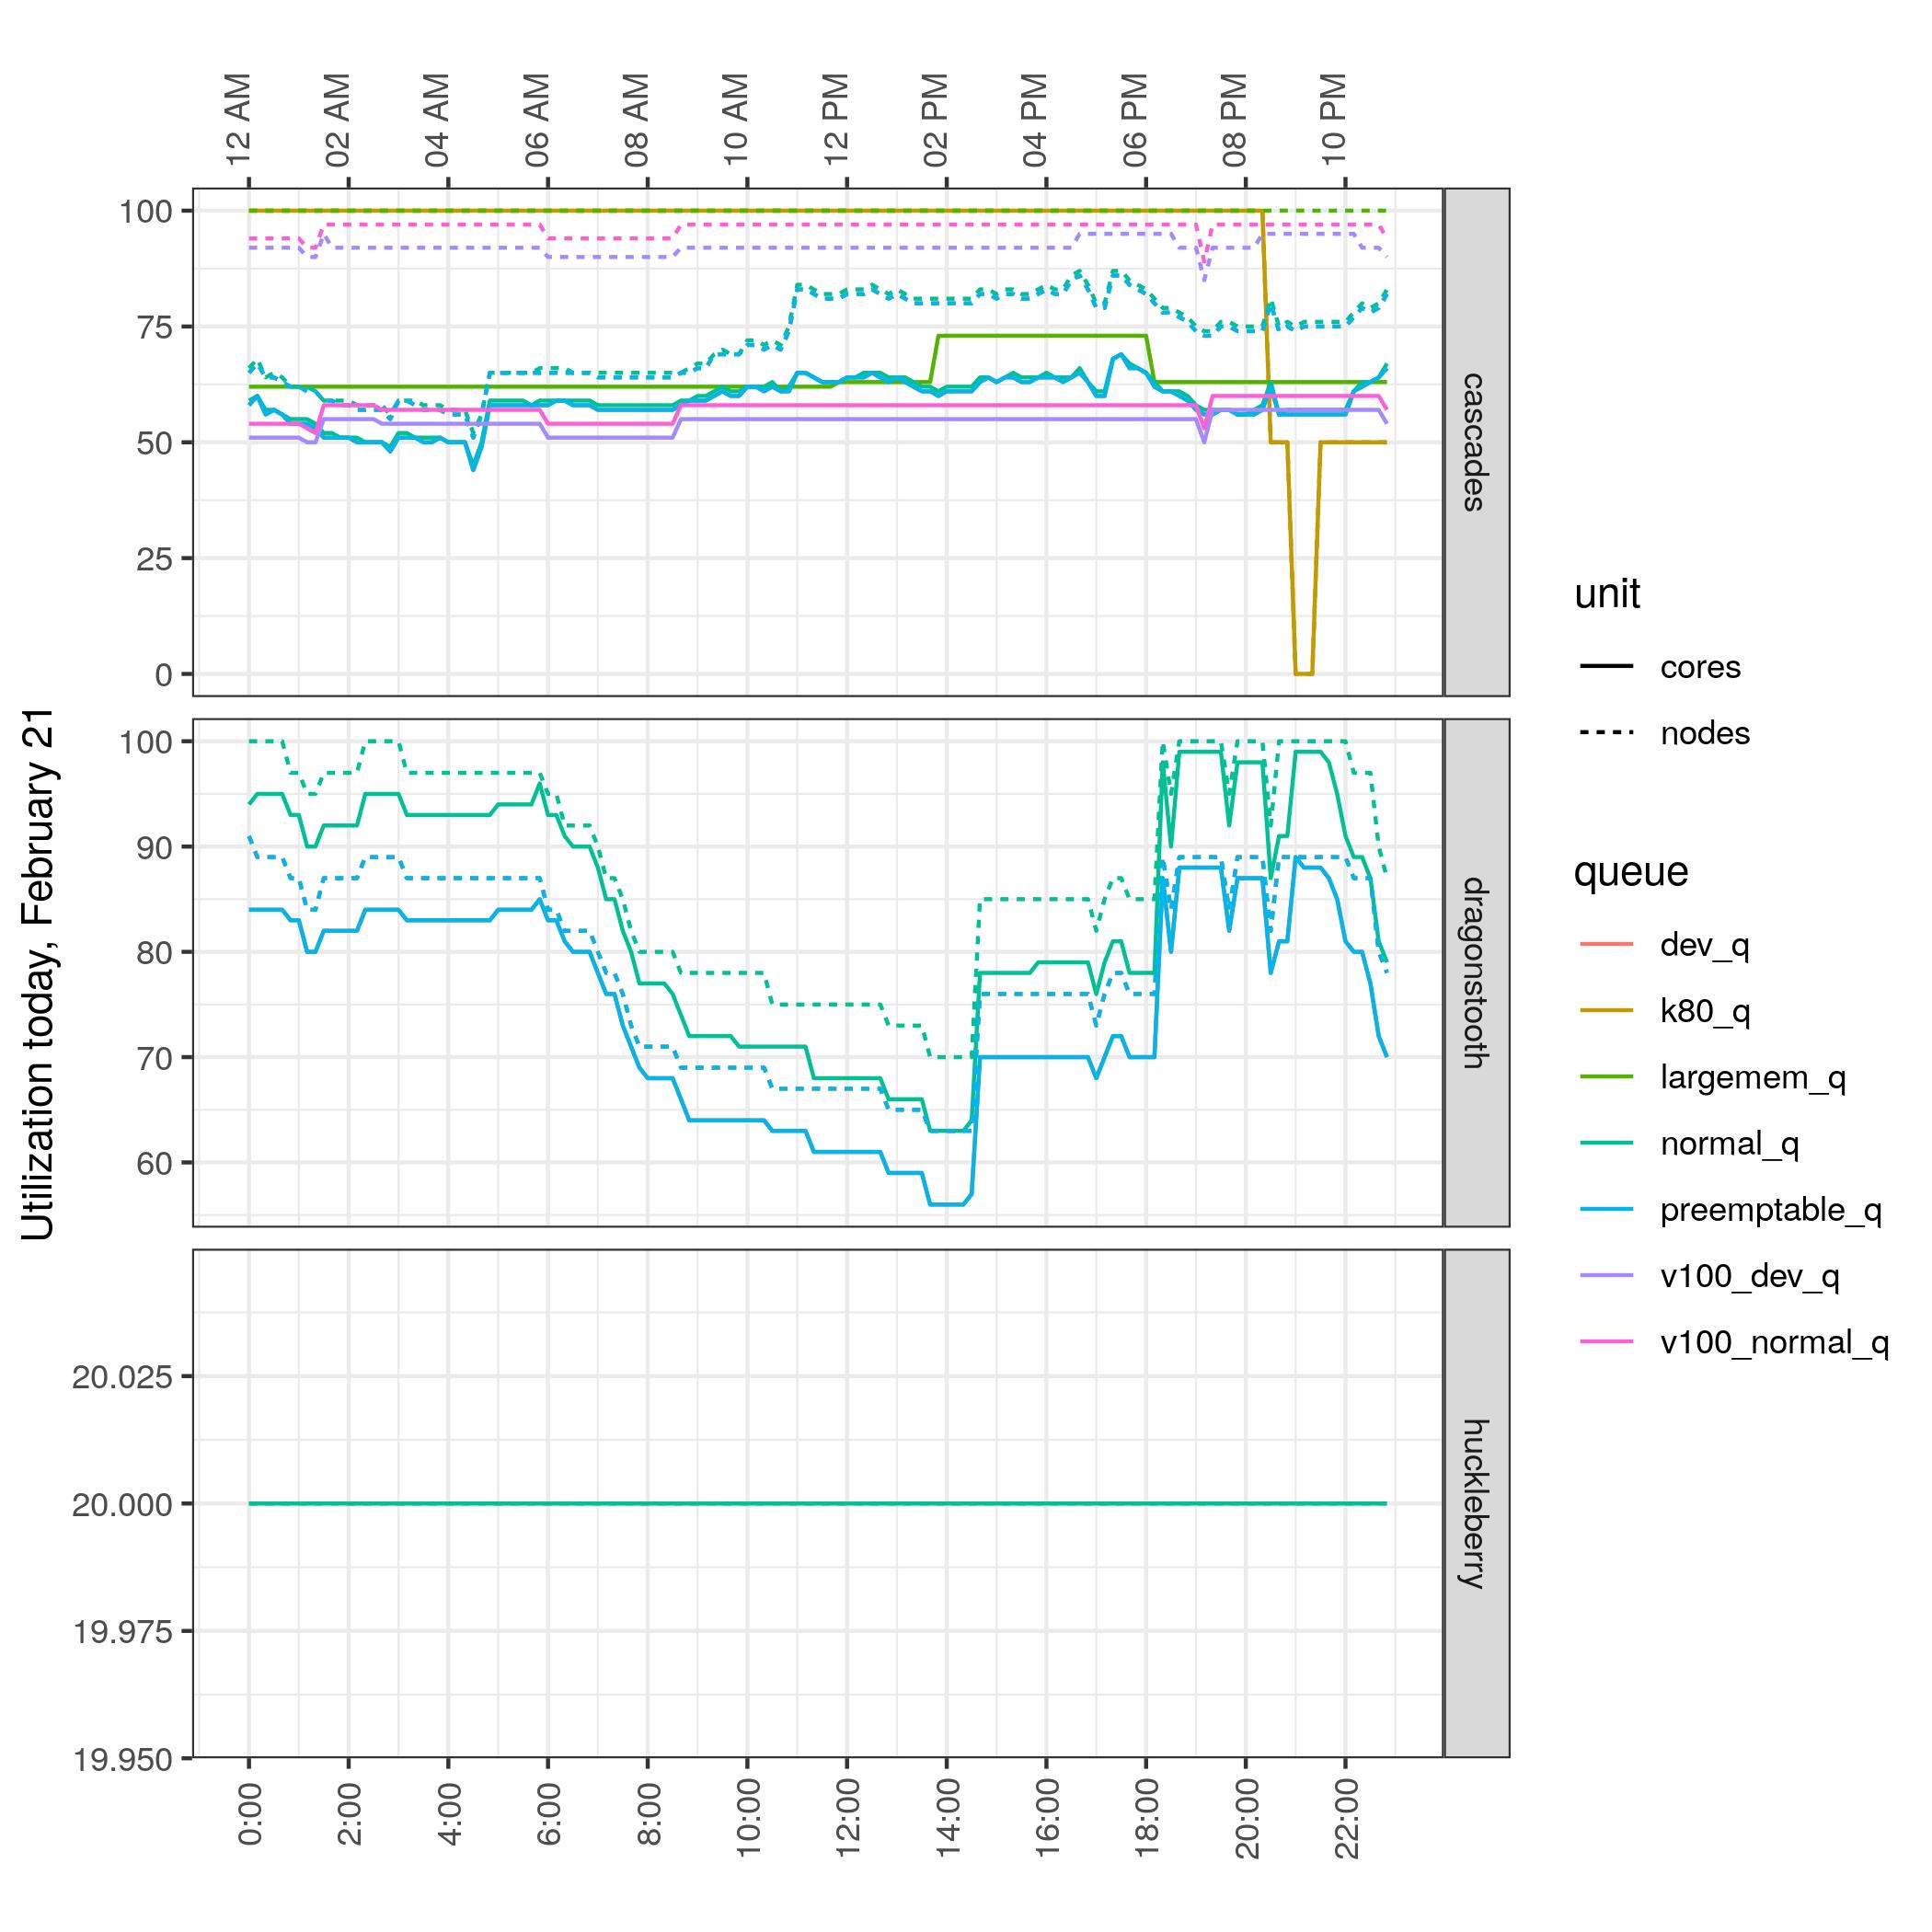 12 AM
02 AM
04 AM
06 AM
08 AM
10 AM
12 PM
02 PM
04 PM
06 PM
08 PM
10 PM
Utilization today, February 21
100
75
50
25
0
cascades
100
90
80
70
60
dragonstooth
20.025
20.000
19.975
19.950
huckleberry
0:00
2:00
4:00
6:00
8:00
10:00
12:00
14:00
16:00
18:00
20:00
22:00
unit
cores
nodes
queue
dev_q
k80_q
largemem_q
normal_q
preemptable_q
v100_dev_q
v100_normal_q